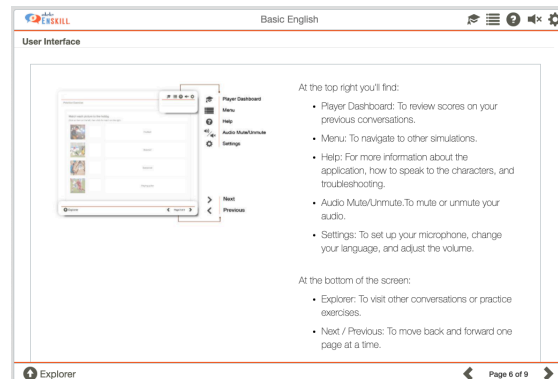 ENSKILL
Basic English
User Interface
Player Dashboard
Menu
Help
Audio Mute/Unmute
Settings
Next
Previous
Explorer
At the top right you'll find:
• Player Dashboard: To review scores on your
previous conversations.
• Menu: To navigate to other simulations.
• Help: For more information about the
application, how to speak to the characters, and
troubleshooting.
• Audio Mute/Unmute.To mute or unmute your
audio.
• Settings: To set up your microphone, change
your language, and adjust the volume.
At the bottom of the screen:
• Explorer: To visit other conversations or practice
exercises.
• Next / Previous: To move back and forward one
page at a time.
Explorer
Page 6 of 9